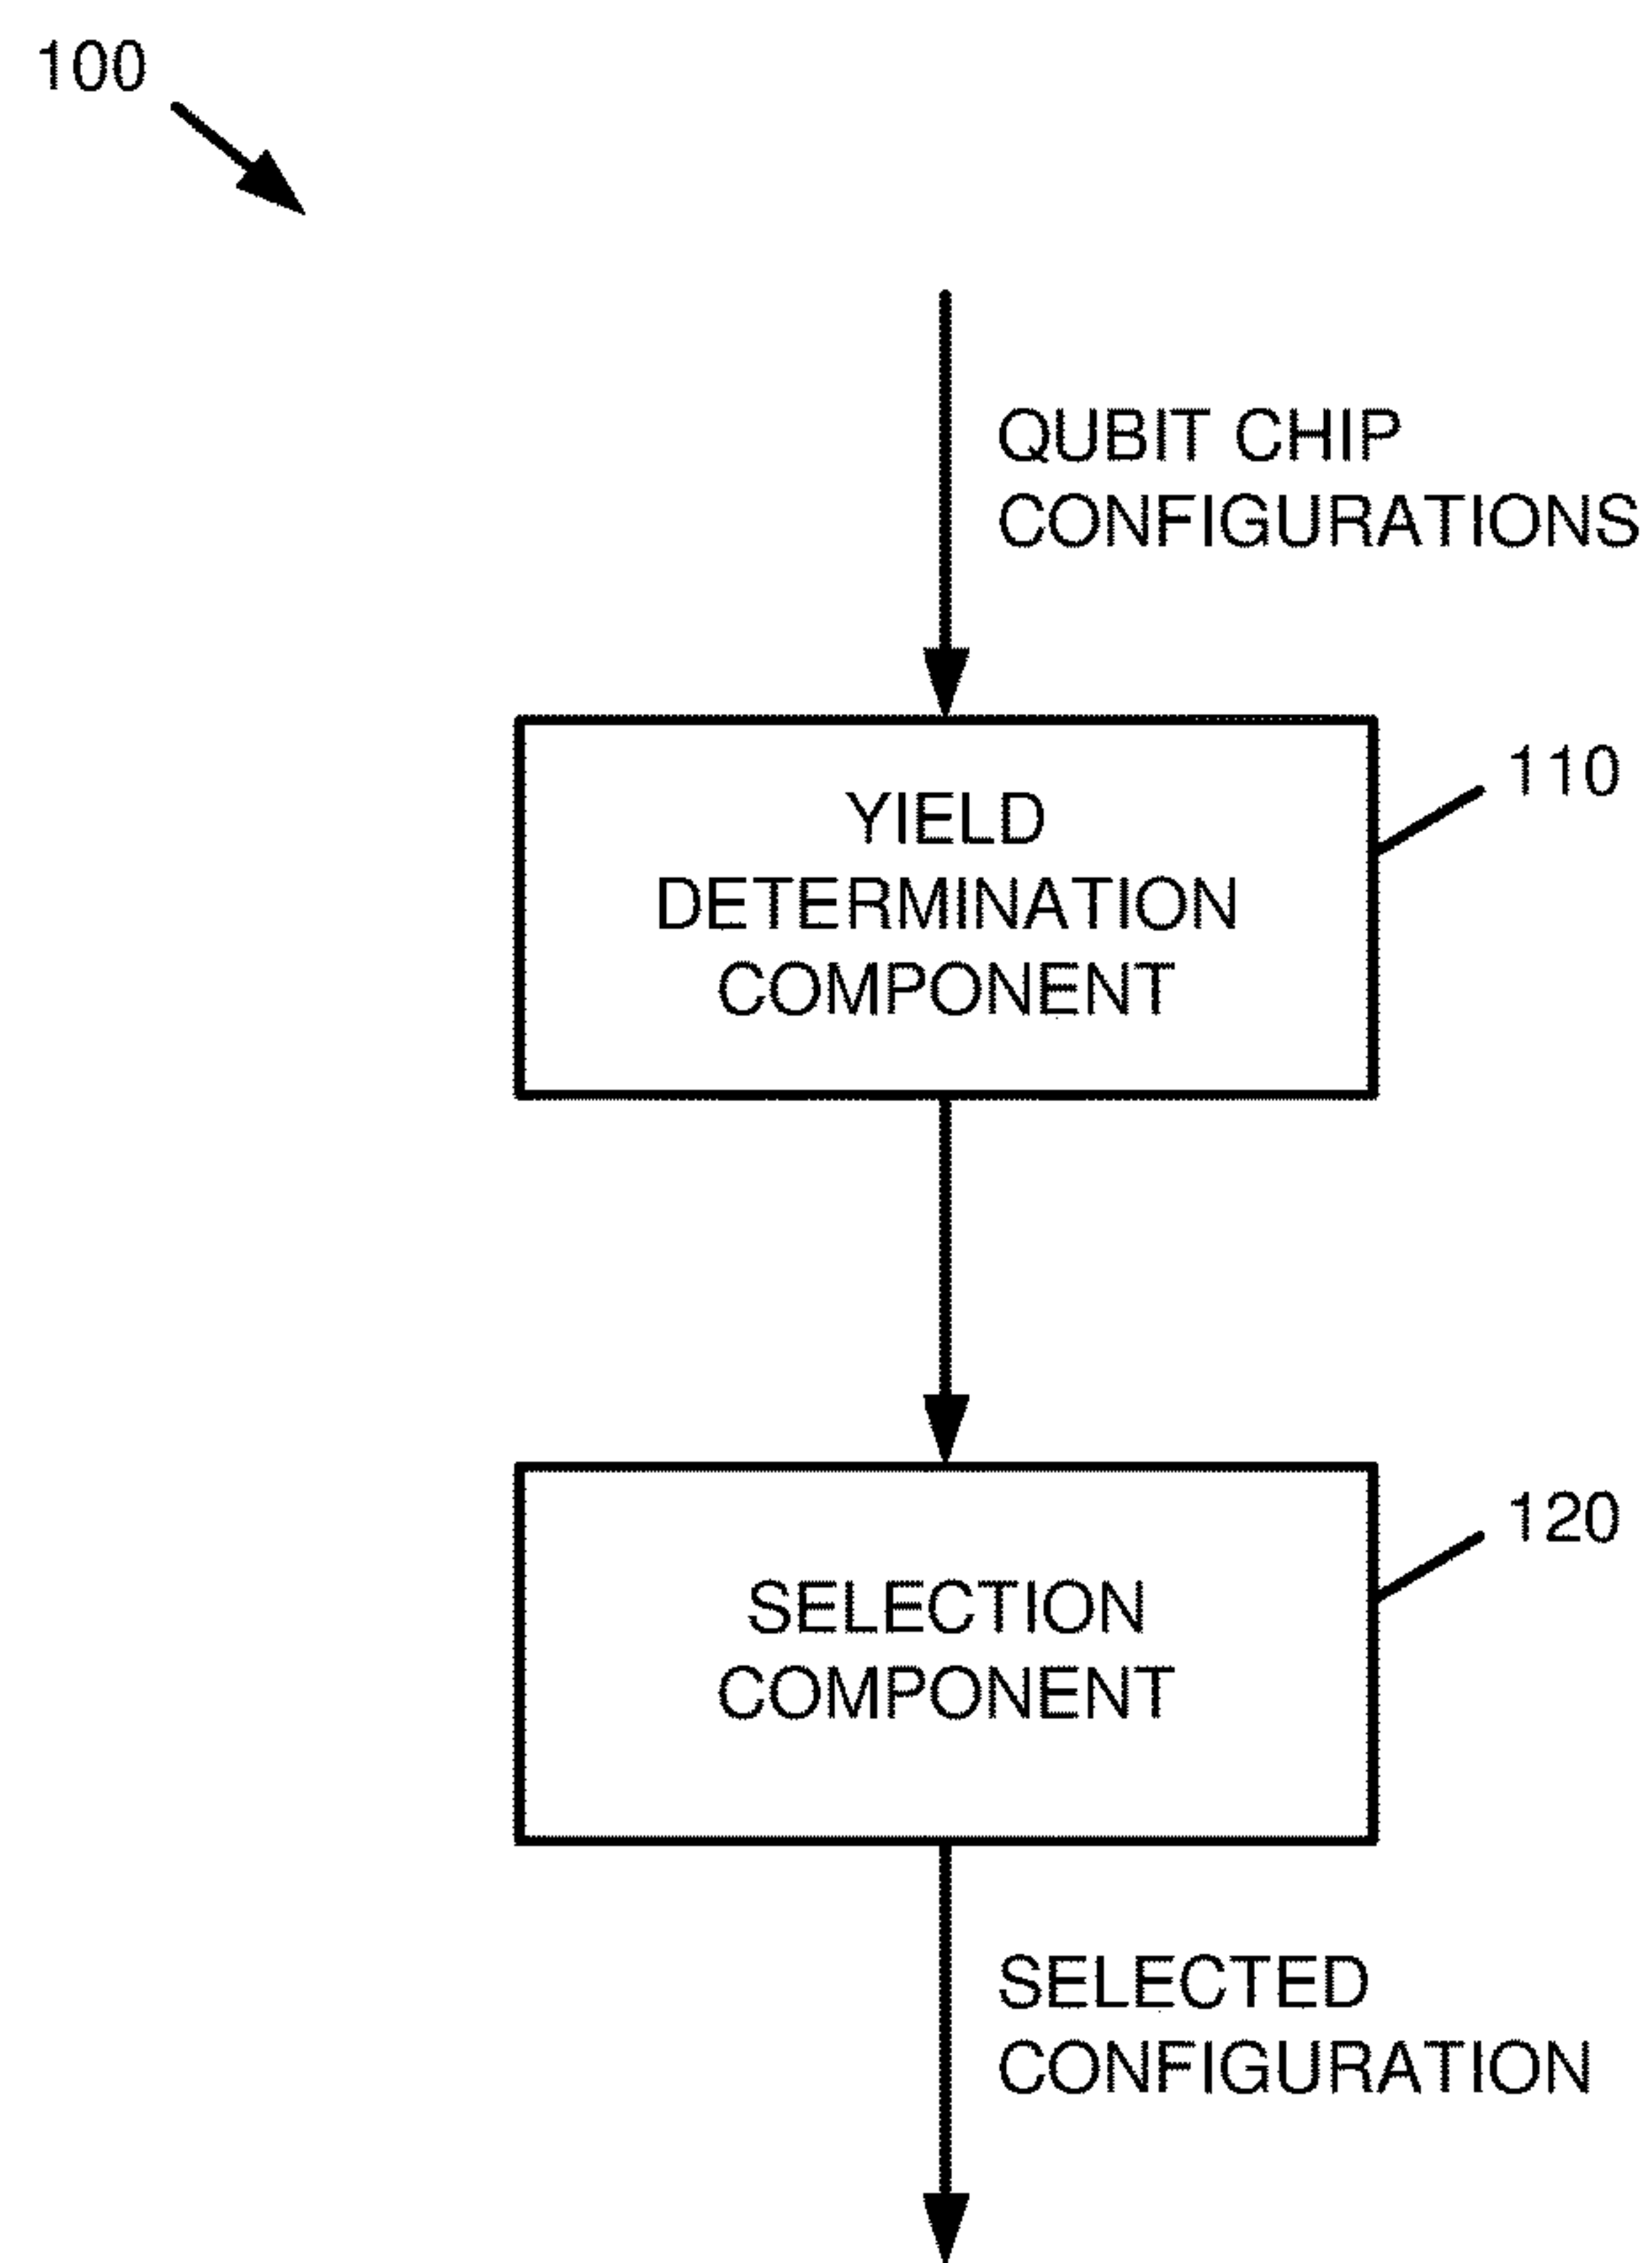 100
QUBIT CHIP
CONFIGURATIONS
110
YIELD
DETERMINATION
COMPONENT
120
SELECTION
COMPONENT
SELECTED
CONFIGURATION